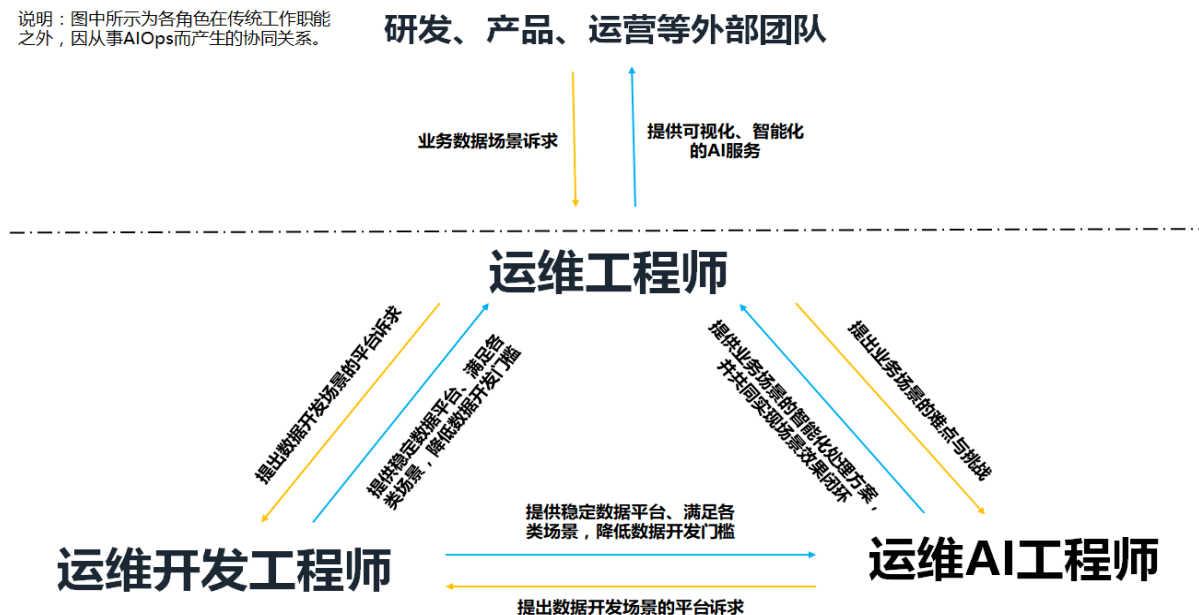 说明：图中所示为各角色在传统工作职能
之外，因从事AIOps而产生的协同关系。
研发、产品、运营等外部团队
业务数据场景诉求
提供可视化、智能化
的AI服务
运维工程师
提出数据开发场景的平台诉求
提供稳定数据平台、满足各
类场景，降低数据开发门槛
提供业务场景的智能化处理方案，
并共同实现场景效果闭环
提出业务场景的难点与挑战
提供稳定数据平台、满足各
类场景，降低数据开发门槛
运维开发工程师
运维AI工程师
提出数据开发场景的平台诉求